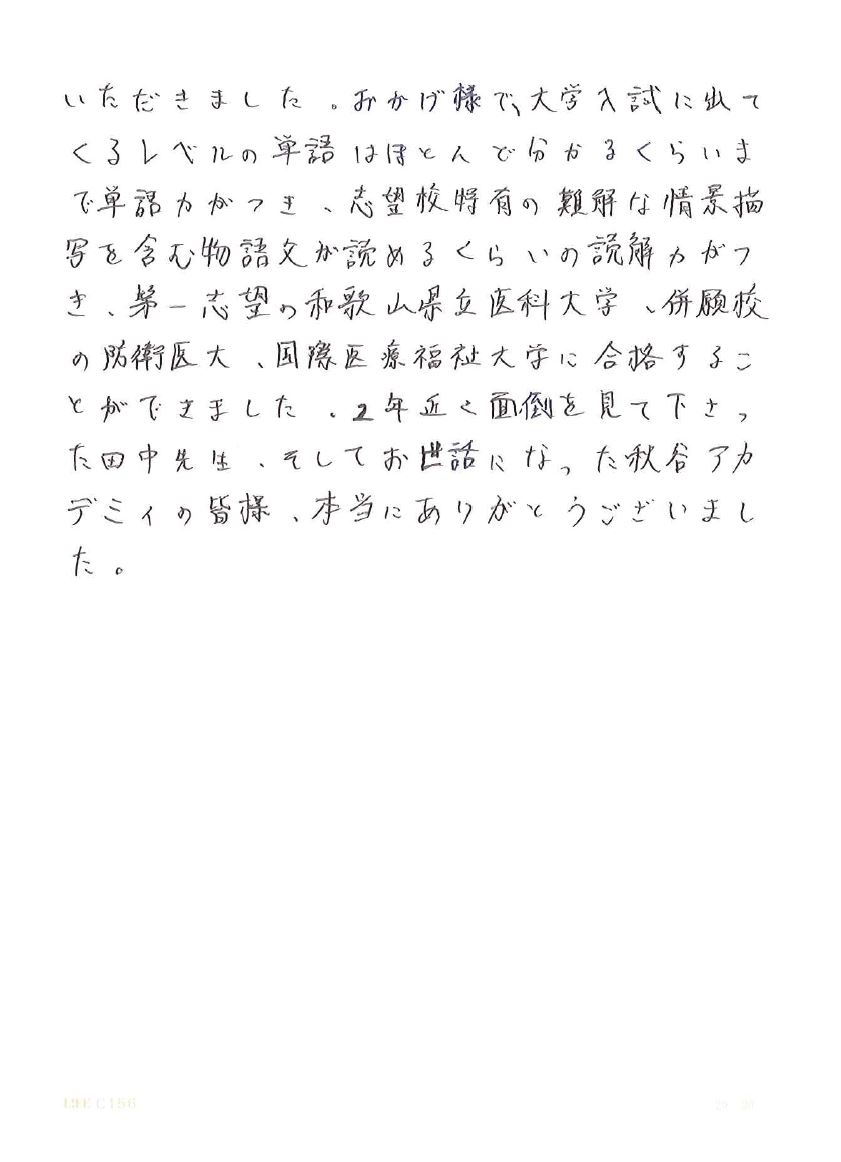 いただきました。おかげ様で、大学入試に出て
くるレベルの単語はほとんど分かるくらいま
で単語力がつき、志望校特有の難解な情景描
写を含む物語文が読めるくらいの読解力がつ
き、第一志望の和歌山県立医科大学、併願校
の防衛医大、国際医療福祉大学に合格するこ
とができました。2年近く面倒を見て下さっ
た田中先生、そしてお世話になった秋谷アカ
デミィの皆様、本当にありがとうございまし
た。
LIFE C156
20 20